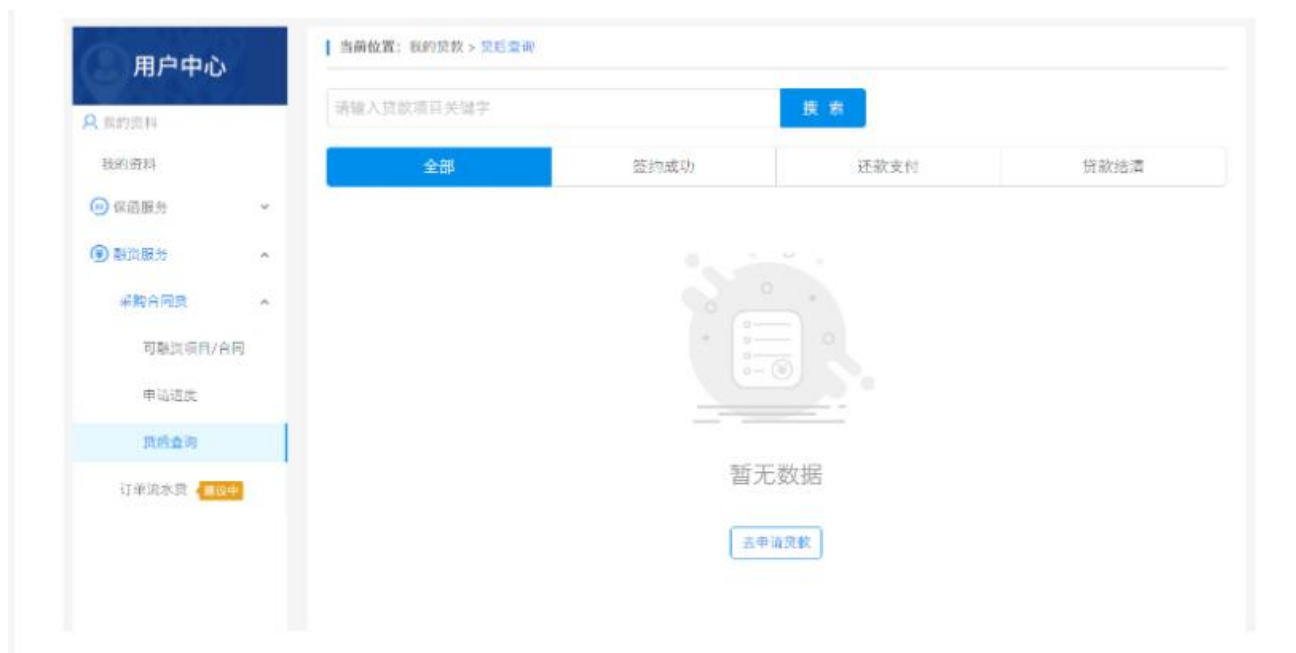 用户中心
我的资料
我的资料
保函服务
融资服务
采购合同贷
可融资项目/合同
申请进度
贷后查询
订单流水贷 建设中
当前位置：我的贷款 > 贷后查询
请输入贷款项目关键字
搜 索
全部 签约成功 还款支付 贷款结清
暂无数据
去申请贷款